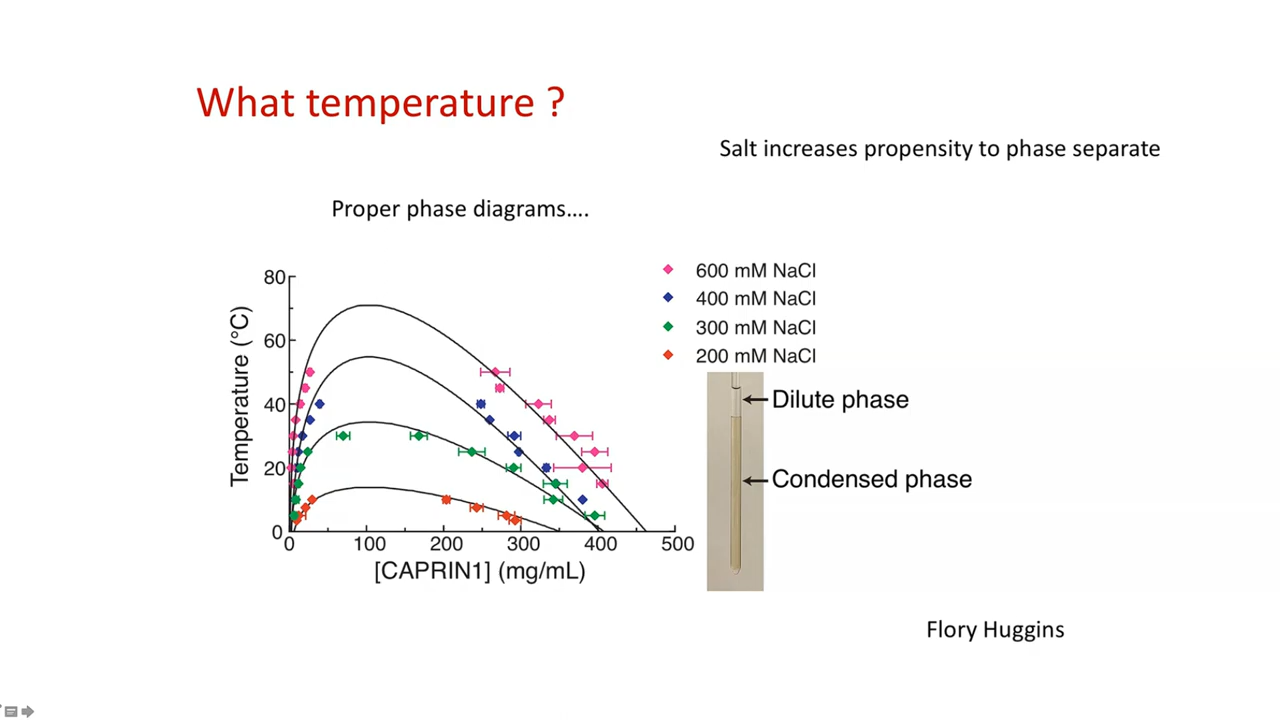 What temperature ?
Salt increases propensity to phase separate
Proper phase diagrams....
600 mM NaCl
400 mM NaCl
300 mM NaCl
200 mM NaCl
80
60
40
20
0
Temperature (°C)
0 100 200 300 400 500
[CAPRIN1] (mg/mL)
Dilute phase
Condensed phase
Flory Huggins